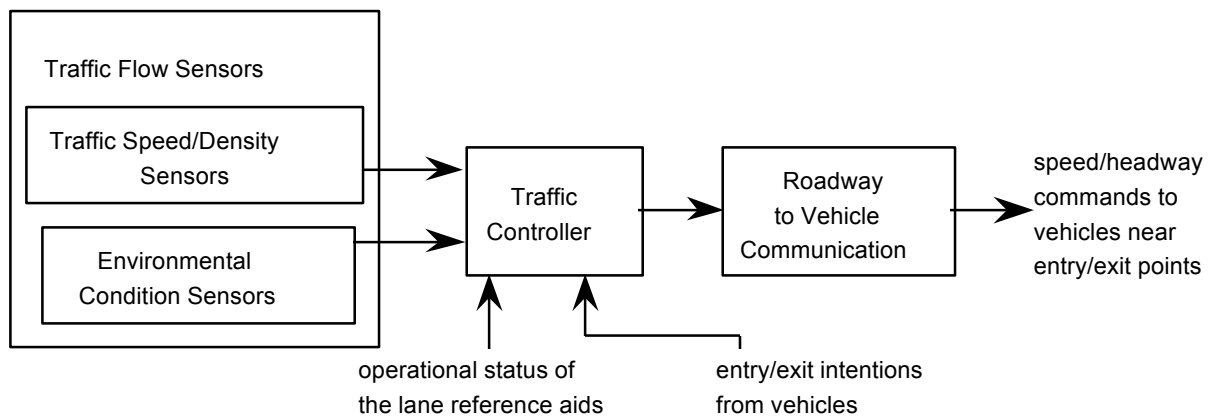 Traffic Flow Sensors
Traffic Speed/Density
Sensors
Environmental
Condition Sensors
Traffic
Controller
Roadway
to Vehicle
Communication
speed/headway
commands to
vehicles near
entry/exit points
operational status of
the lane reference aids
entry/exit intentions
from vehicles